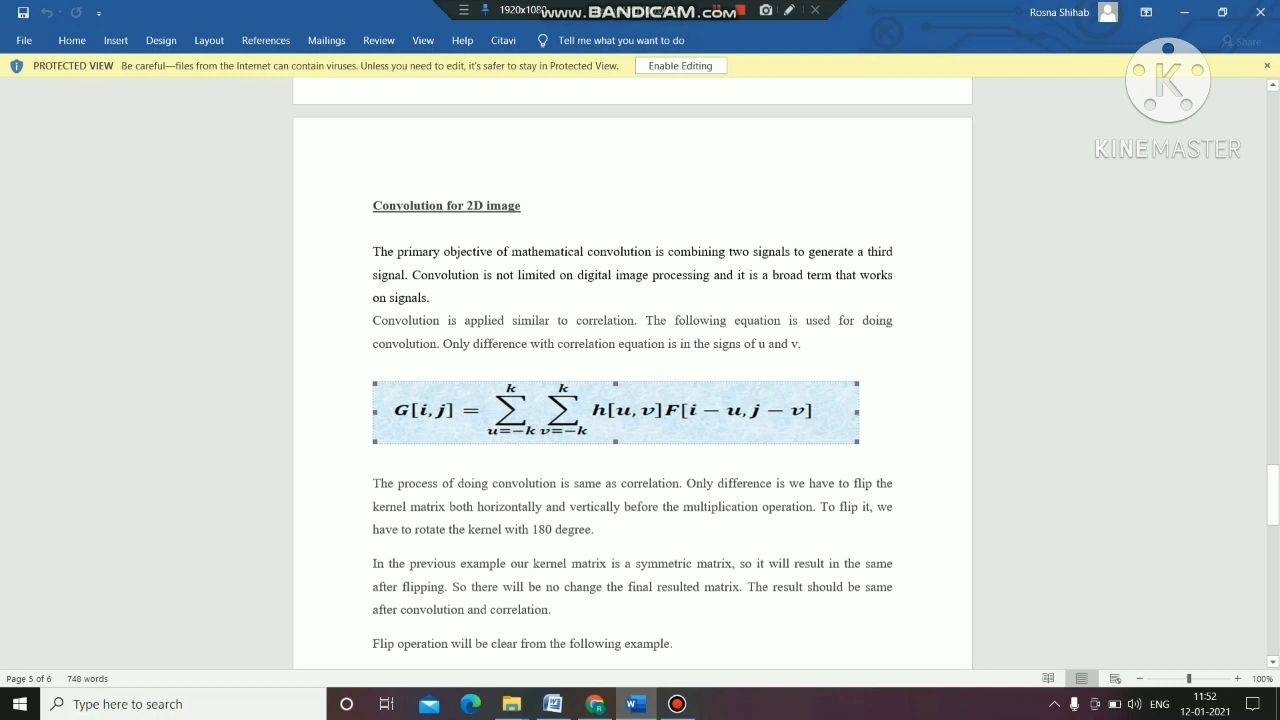 1920x1080
www.BANDICAM.com
Rosna Shihab
File Home Insert Design Layout References Mailings Review View Help Citavi Tell me what you want to do Share
PROTECTED VIEW Be careful—files from the Internet can contain viruses. Unless you need to edit, it's safer to stay in Protected View. Enable Editing
K
KINEMASTER
Convolution for 2D image
The primary objective of mathematical convolution is combining two signals to generate a third
signal. Convolution is not limited on digital image processing and it is a broad term that works
on signals.
Convolution is applied similar to correlation. The following equation is used for doing
convolution. Only difference with correlation equation is in the signs of u and v.
G[i,j] = ∑_{u=-k}^{k} ∑_{v=-k}^{k} h[u,v]F[i − u,j − v]
The process of doing convolution is same as correlation. Only difference is we have to flip the
kernel matrix both horizontally and vertically before the multiplication operation. To flip it, we
have to rotate the kernel with 180 degree.
In the previous example our kernel matrix is a symmetric matrix, so it will result in the same
after flipping. So there will be no change the final resulted matrix. The result should be same
after convolution and correlation.
Flip operation will be clear from the following example.
Page 5 of 6 748 words 100%
Type here to search
ENG
11:52
12-01-2021